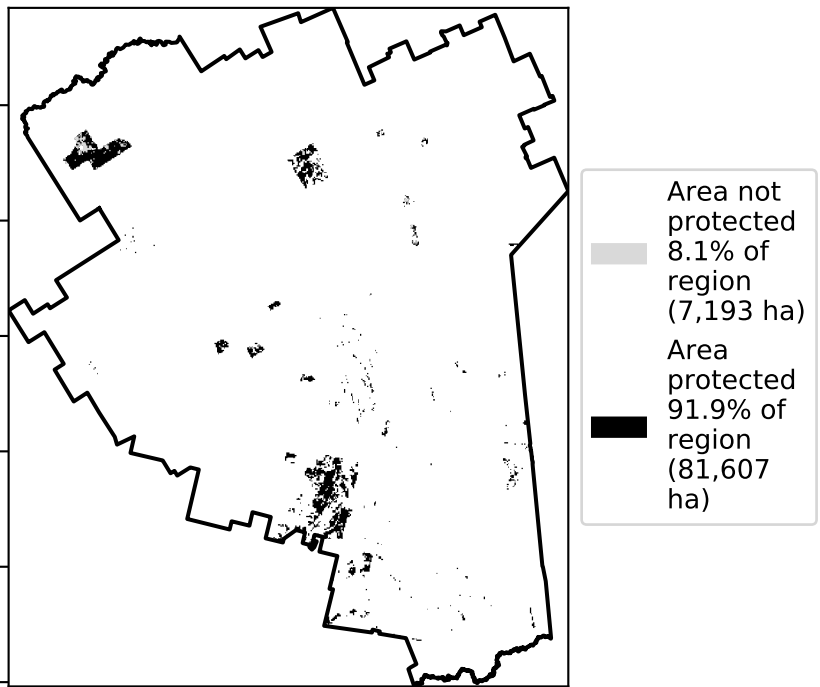 Area not
protected
8.1% of
region
(7,193 ha)
Area
protected
91.9% of
region
(81,607
ha)